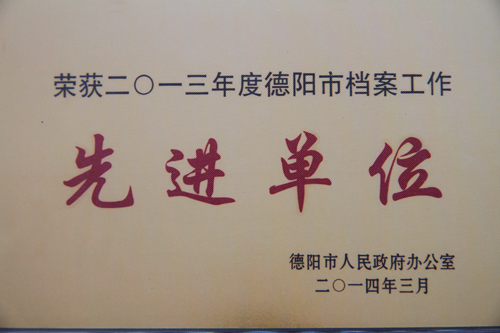 荣获二〇一三年度德阳市档案工作
先进单位
德阳市人民政府办公室
二〇一四年三月